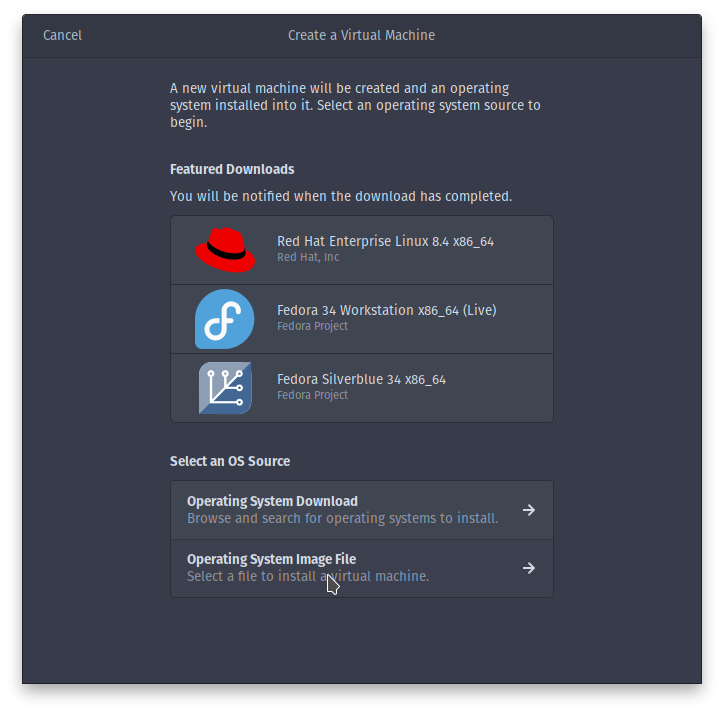 Cancel
Create a Virtual Machine
A new virtual machine will be created and an operating
system installed into it. Select an operating system source to
begin.
Featured Downloads
You will be notified when the download has completed.
Red Hat Enterprise Linux 8.4 x86_64
Red Hat, Inc
Fedora 34 Workstation x86_64 (Live)
Fedora Project
Fedora Silverblue 34 x86_64
Fedora Project
Select an OS Source
Operating System Download
Browse and search for operating systems to install.
Operating System Image File
Select a file to install a virtual machine.